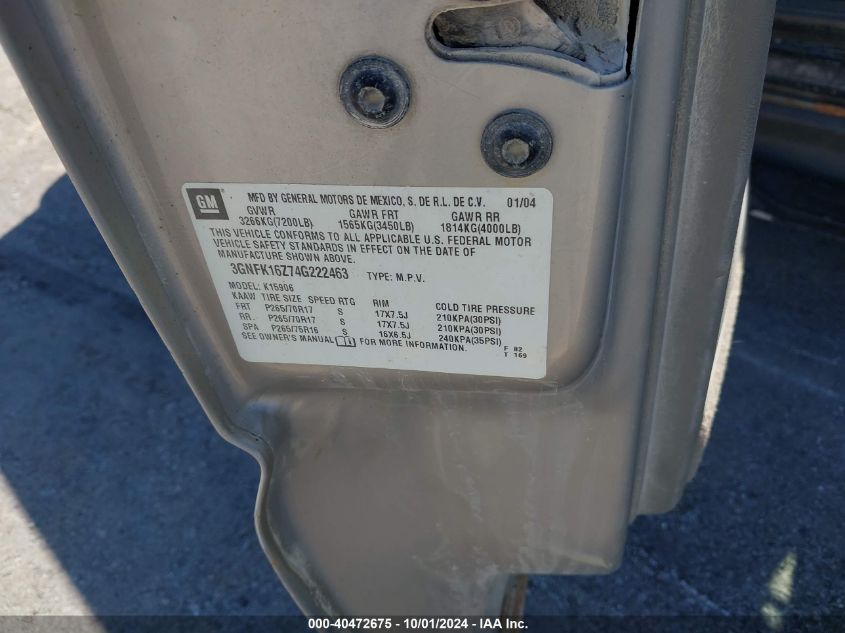 GM
MFD BY GENERAL MOTORS DE MEXICO, S. DE R.L. DE C.V. 01/04
GVWR GAWR FRT GAWR RR
3266KG(7200LB) 1565KG(3450LB) 1814KG(4000LB)
THIS VEHICLE CONFORMS TO ALL APPLICABLE U.S. FEDERAL MOTOR
VEHICLE SAFETY STANDARDS IN EFFECT ON THE DATE OF
MANUFACTURE SHOWN ABOVE.
3GNFK16Z74G222463 TYPE: M.P.V.
MODEL: K15906
KAAW TIRE SIZE SPEED RTG RIM COLD TIRE PRESSURE
FRT P265/70R17 S 17X7.5J 210KPA(30PSI)
RR. P265/70R17 S 17X7.5J 210KPA(30PSI)
SPA P265/75R16 S 16X6.5J 240KPA(35PSI)
SEE OWNER'S MANUAL FOR MORE INFORMATION.
F 82
T 169
000-40472675 - 10/01/2024 - IAA Inc.